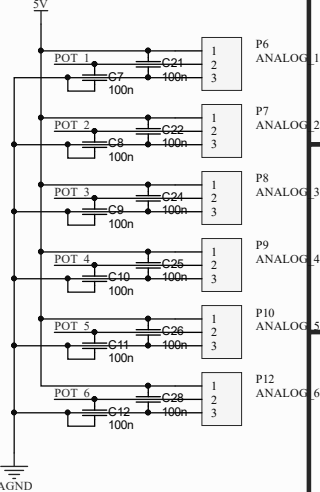 5V
P6
POT_1 C21 1 ANALOG_1
100n 2
C7 3
100n
P7
POT_2 C22 1 ANALOG_2
100n 2
C8 3
100n
P8
POT_3 C24 1 ANALOG_3
100n 2
C9 3
100n
P9
POT_4 C25 1 ANALOG_4
100n 2
C10 3
100n
P10
POT_5 C26 1 ANALOG_5
100n 2
C11 3
100n
P12
POT_6 C28 1 ANALOG_6
100n 2
C12 3
100n
AGND